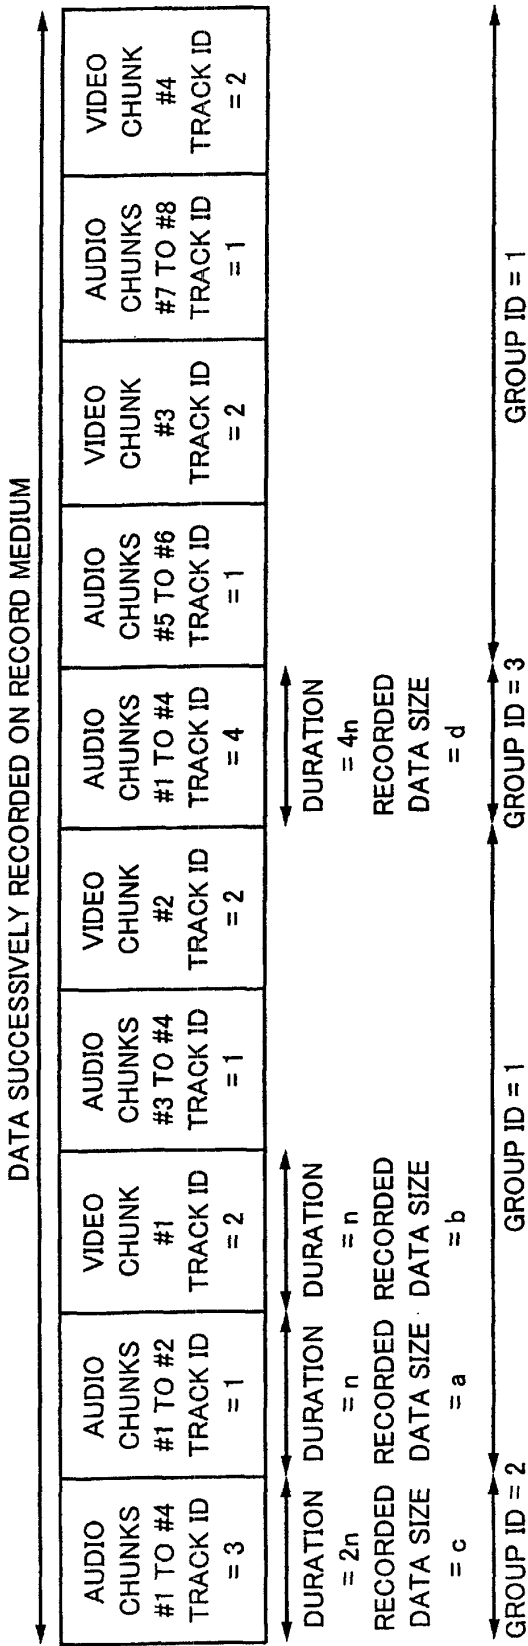 DATA SUCCESSIVELY RECORDED ON RECORD MEDIUM
AUDIO
CHUNKS
#1 TO #4
TRACK ID
= 3
AUDIO
CHUNKS
#1 TO #2
TRACK ID
= 1
VIDEO
CHUNK
#1
TRACK ID
= 2
AUDIO
CHUNKS
#3 TO #4
TRACK ID
= 1
VIDEO
CHUNK
#2
TRACK ID
= 2
AUDIO
CHUNKS
#1 TO #4
TRACK ID
= 4
AUDIO
CHUNKS
#5 TO #6
TRACK ID
= 1
VIDEO
CHUNK
#3
TRACK ID
= 2
AUDIO
CHUNKS
#7 TO #8
TRACK ID
= 1
VIDEO
CHUNK
#4
TRACK ID
= 2
DURATION
= 2n
RECORDED
DATA SIZE
= c
DURATION
= n
RECORDED
DATA SIZE
= a
DURATION
= n
RECORDED
DATA SIZE
= b
DURATION
= 4n
RECORDED
DATA SIZE
= d
GROUP ID = 2
GROUP ID = 1
GROUP ID = 3
GROUP ID = 1